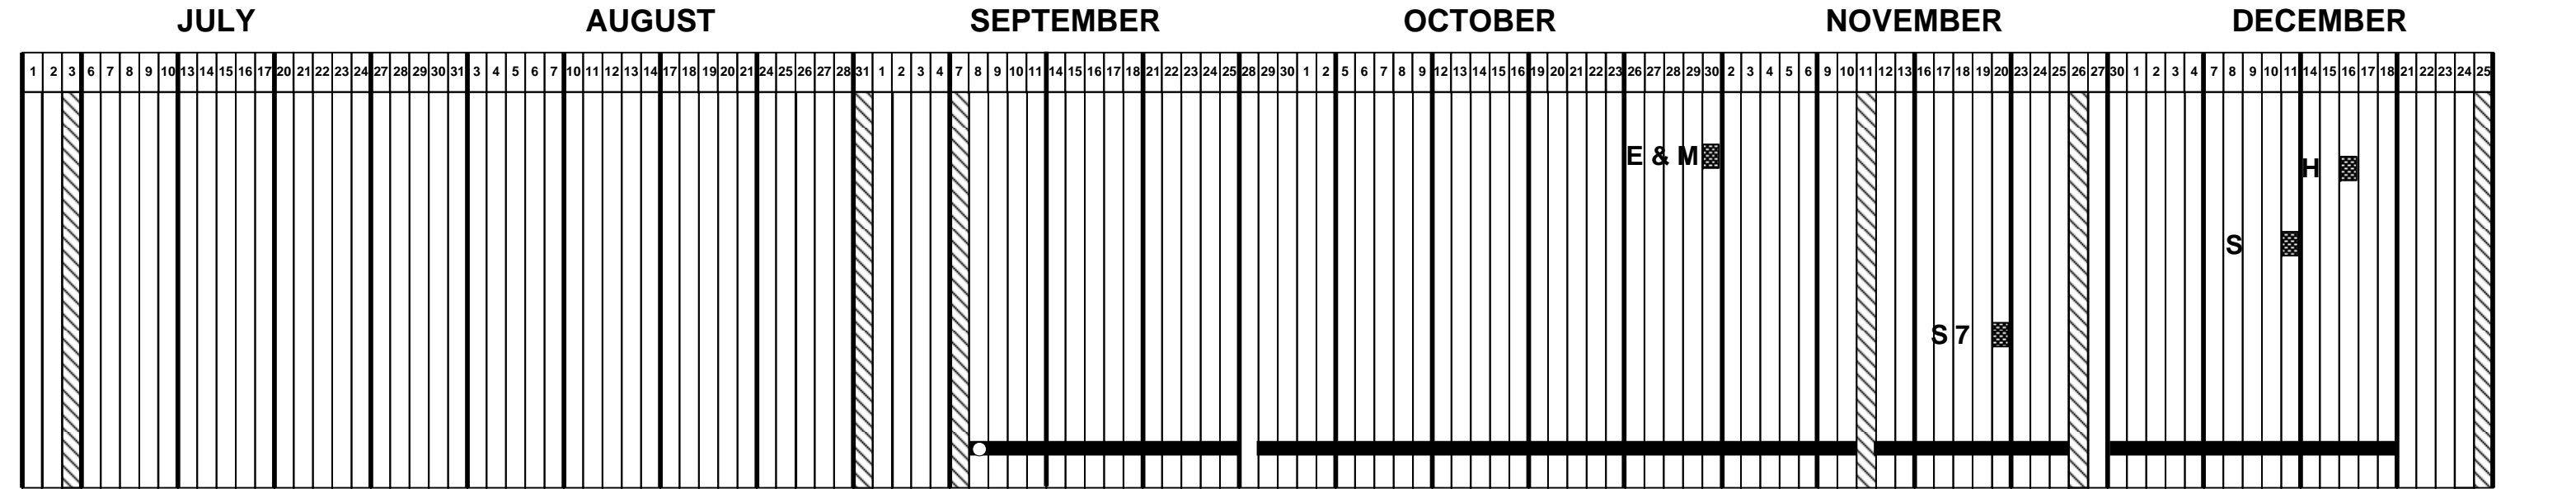 JULY AUGUST SEPTEMBER OCTOBER NOVEMBER DECEMBER
1 2 3 6 7 8 9 10 13 14 15 16 17 20 21 22 23 24 27 28 29 30 31 3 4 5 6 7 10 11 12 13 14 17 18 19 20 21 24 25 26 27 28 31 1 2 3 4 7 8 9 10 11 14 15 16 17 18 21 22 23 24 25 28 29 30 1 2 5 6 7 8 9 12 13 14 15 16 19 20 21 22 23 26 27 28 29 30 2 3 4 5 6 9 10 11 12 13 16 17 18 19 20 23 24 25 26 27 30 1 2 3 4 7 8 9 10 11 14 15 16 17 18 21 22 23 24 25
E & M
H
S
S 7